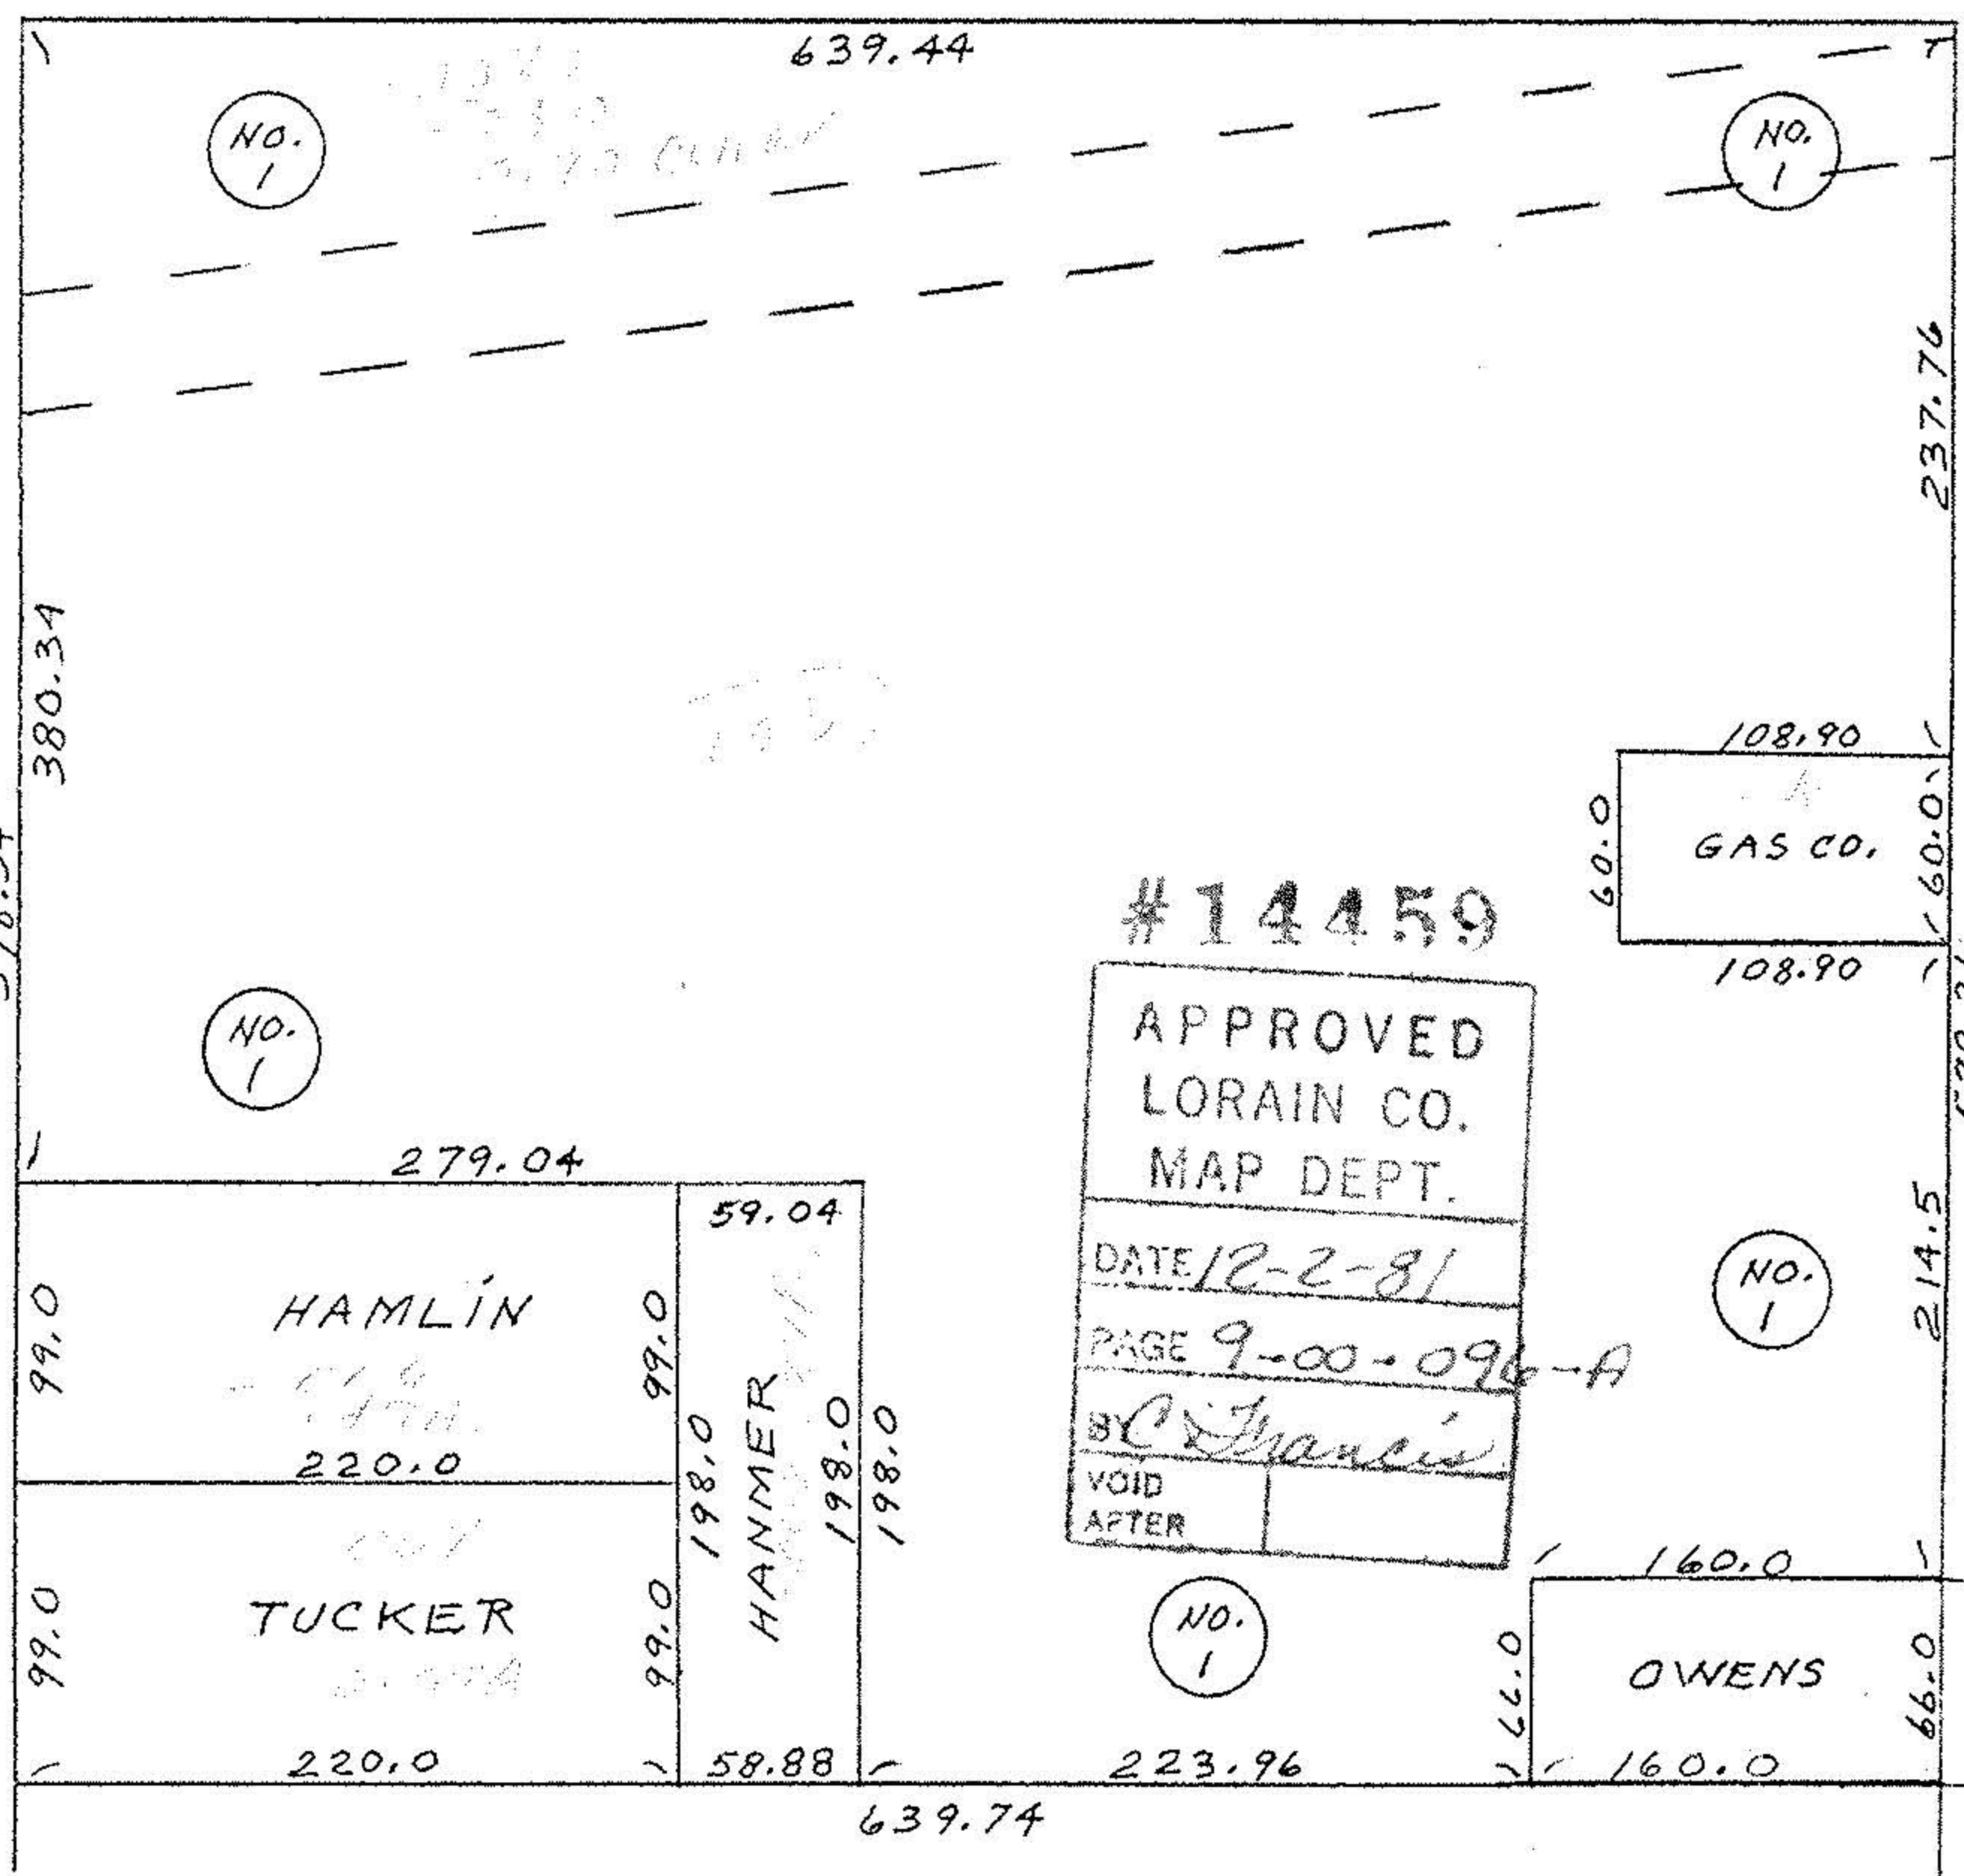 639.44
NO.
1
NO.
1
237.76
380.34
108.90
60.0
GAS CO.
60.0
108.90
#14459
APPROVED
LORAIN CO.
MAP DEPT.
DATE 12-2-81
PAGE 9-00-096-A
BY C Francis
VOID
AFTER
NO.
1
279.04
59.04
214.5
NO.
1
99.0
HAMLIN
99.0
220.0
198.0
HANMER
198.0
198.0
99.0
TUCKER
99.0
NO.
1
160.0
66.0
OWENS
66.0
220.0
58.88
223.96
160.0
639.74